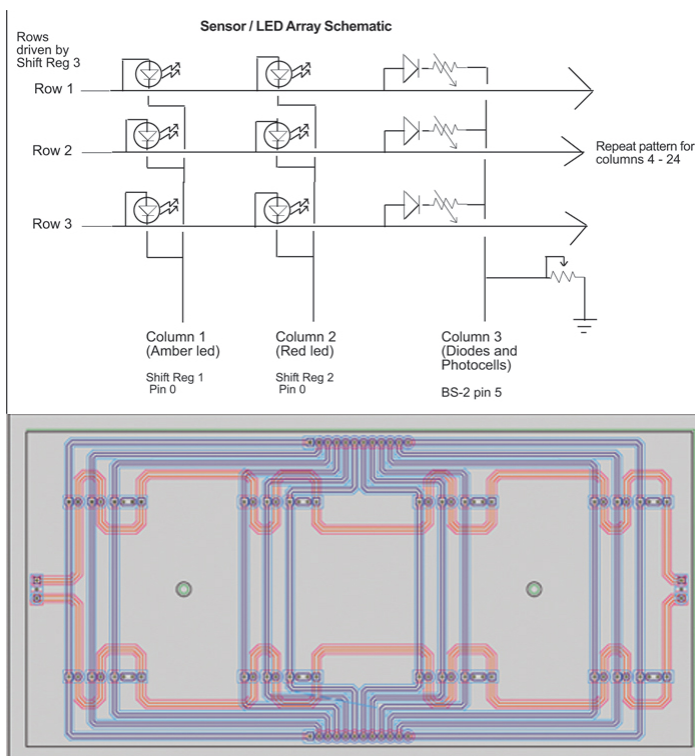 Sensor / LED Array Schematic
Rows
driven by
Shift Reg 3
Row 1
Row 2
Row 3
Repeat pattern for
columns 4 - 24
Column 1
(Amber led)
Shift Reg 1
Pin 0
Column 2
(Red led)
Shift Reg 2
Pin 0
Column 3
(Diodes and
Photocells)
BS-2 pin 5